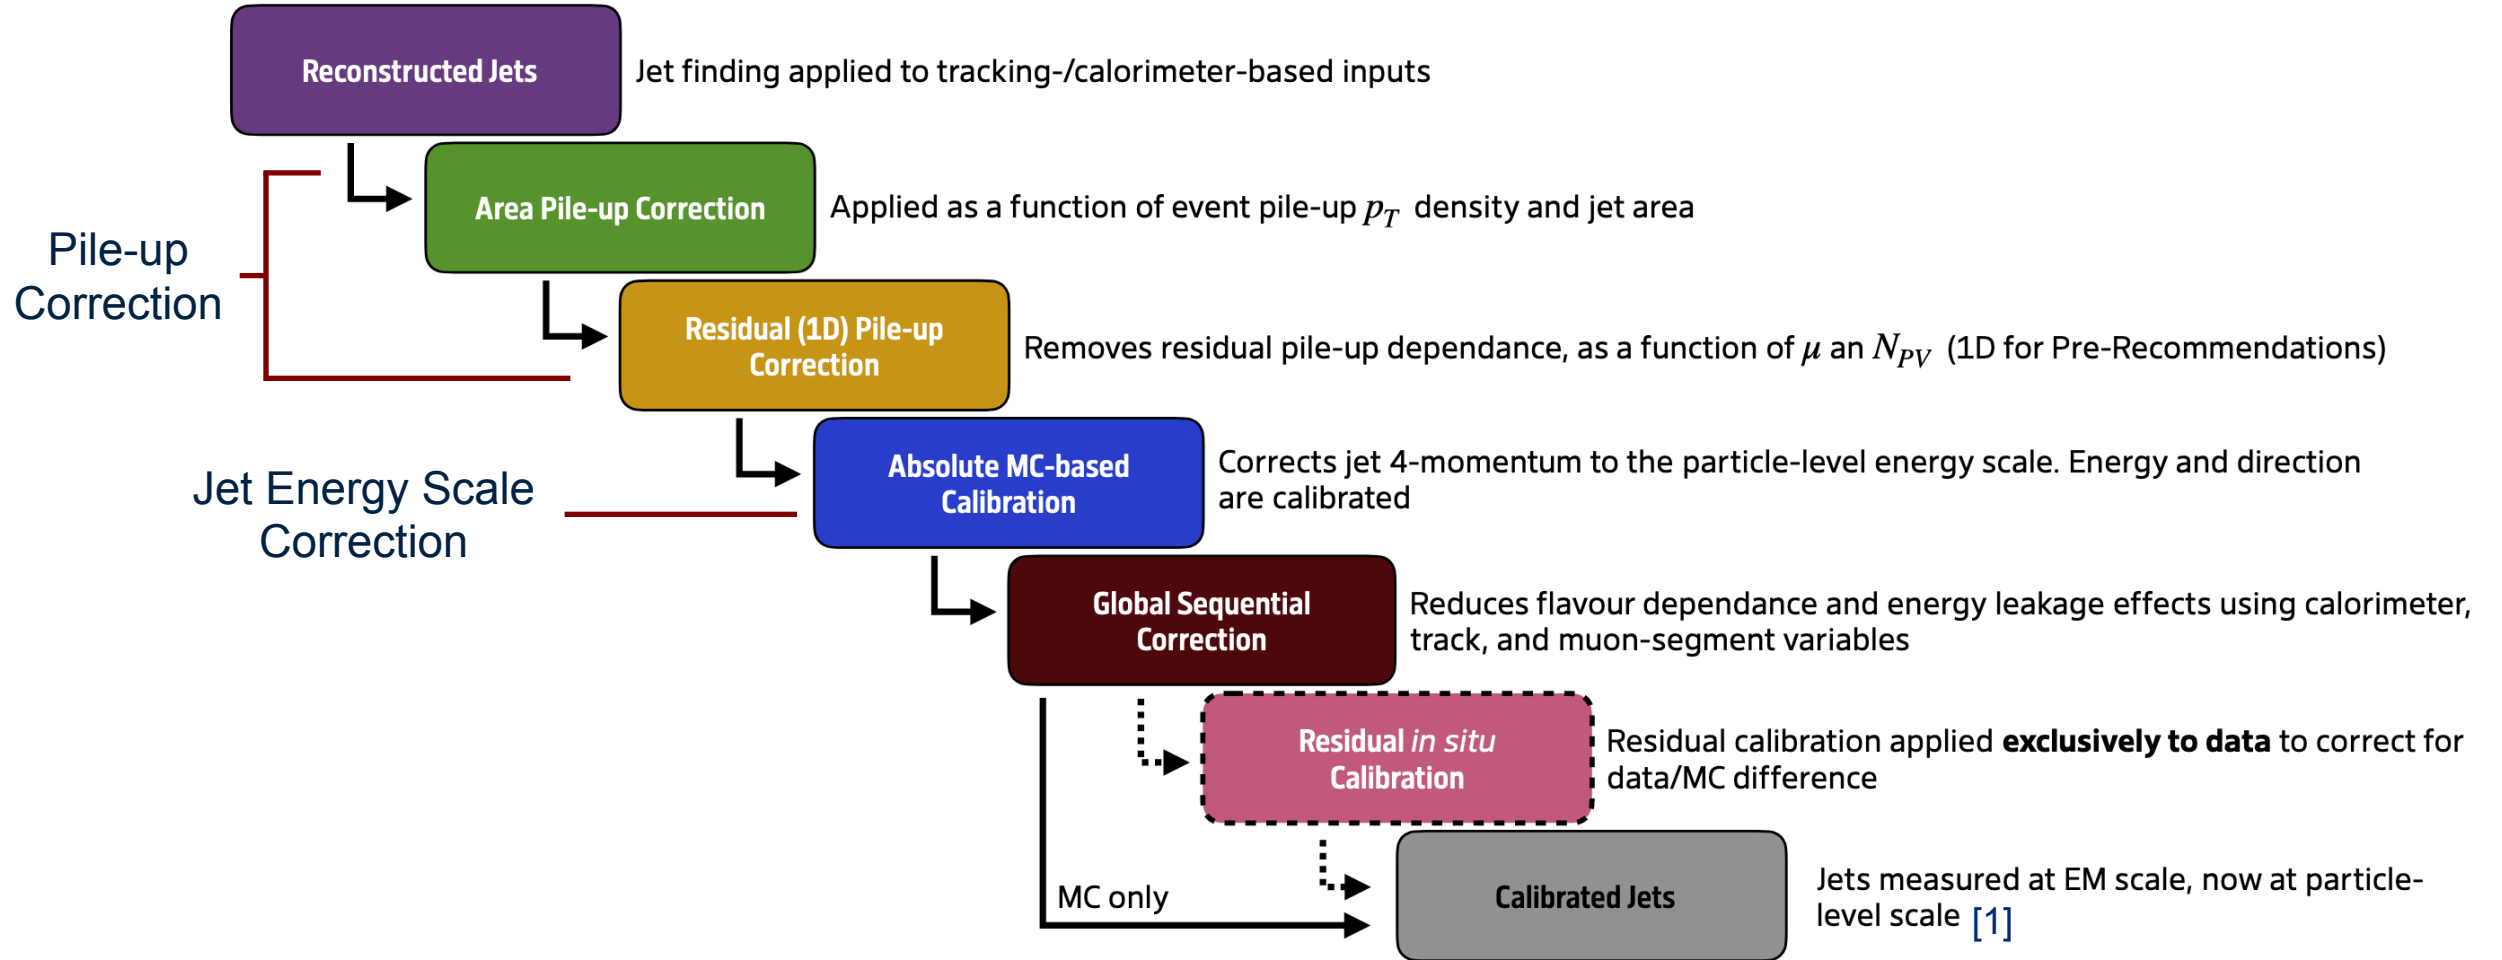 Reconstructed Jets
Jet finding applied to tracking-/calorimeter-based inputs
Area Pile-up Correction
Applied as a function of event pile-up p_T density and jet area
Pile-up
Correction
Residual (1D) Pile-up
Correction
Removes residual pile-up dependance, as a function of μ an N_PV (1D for Pre-Recommendations)
Jet Energy Scale
Correction
Absolute MC-based
Calibration
Corrects jet 4-momentum to the particle-level energy scale. Energy and direction
are calibrated
Global Sequential
Correction
Reduces flavour dependance and energy leakage effects using calorimeter,
track, and muon-segment variables
Residual in situ
Calibration
Residual calibration applied exclusively to data to correct for
data/MC difference
MC only
Calibrated Jets
Jets measured at EM scale, now at particle-
level scale [1]